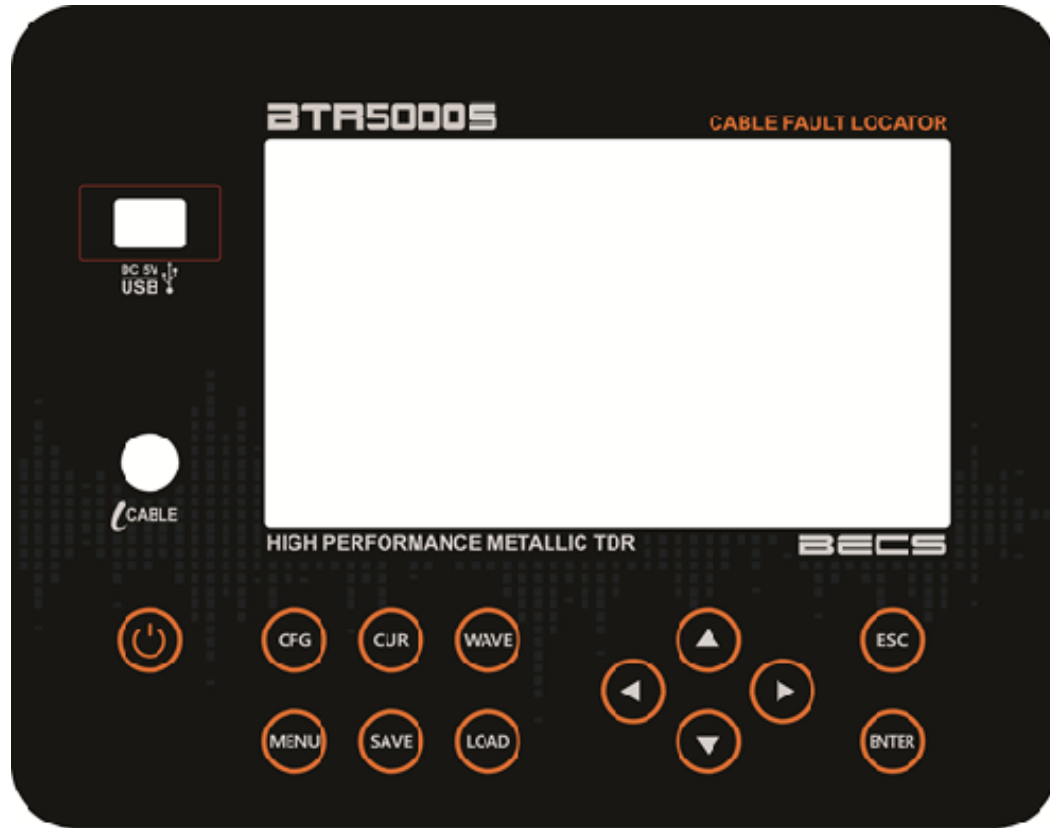 BTR5000S
CABLE FAULT LOCATOR
DC 5V
USB
CABLE
HIGH PERFORMANCE METALLIC TDR
BECS
CFG CUR WAVE ESC
MENU SAVE LOAD ENTER